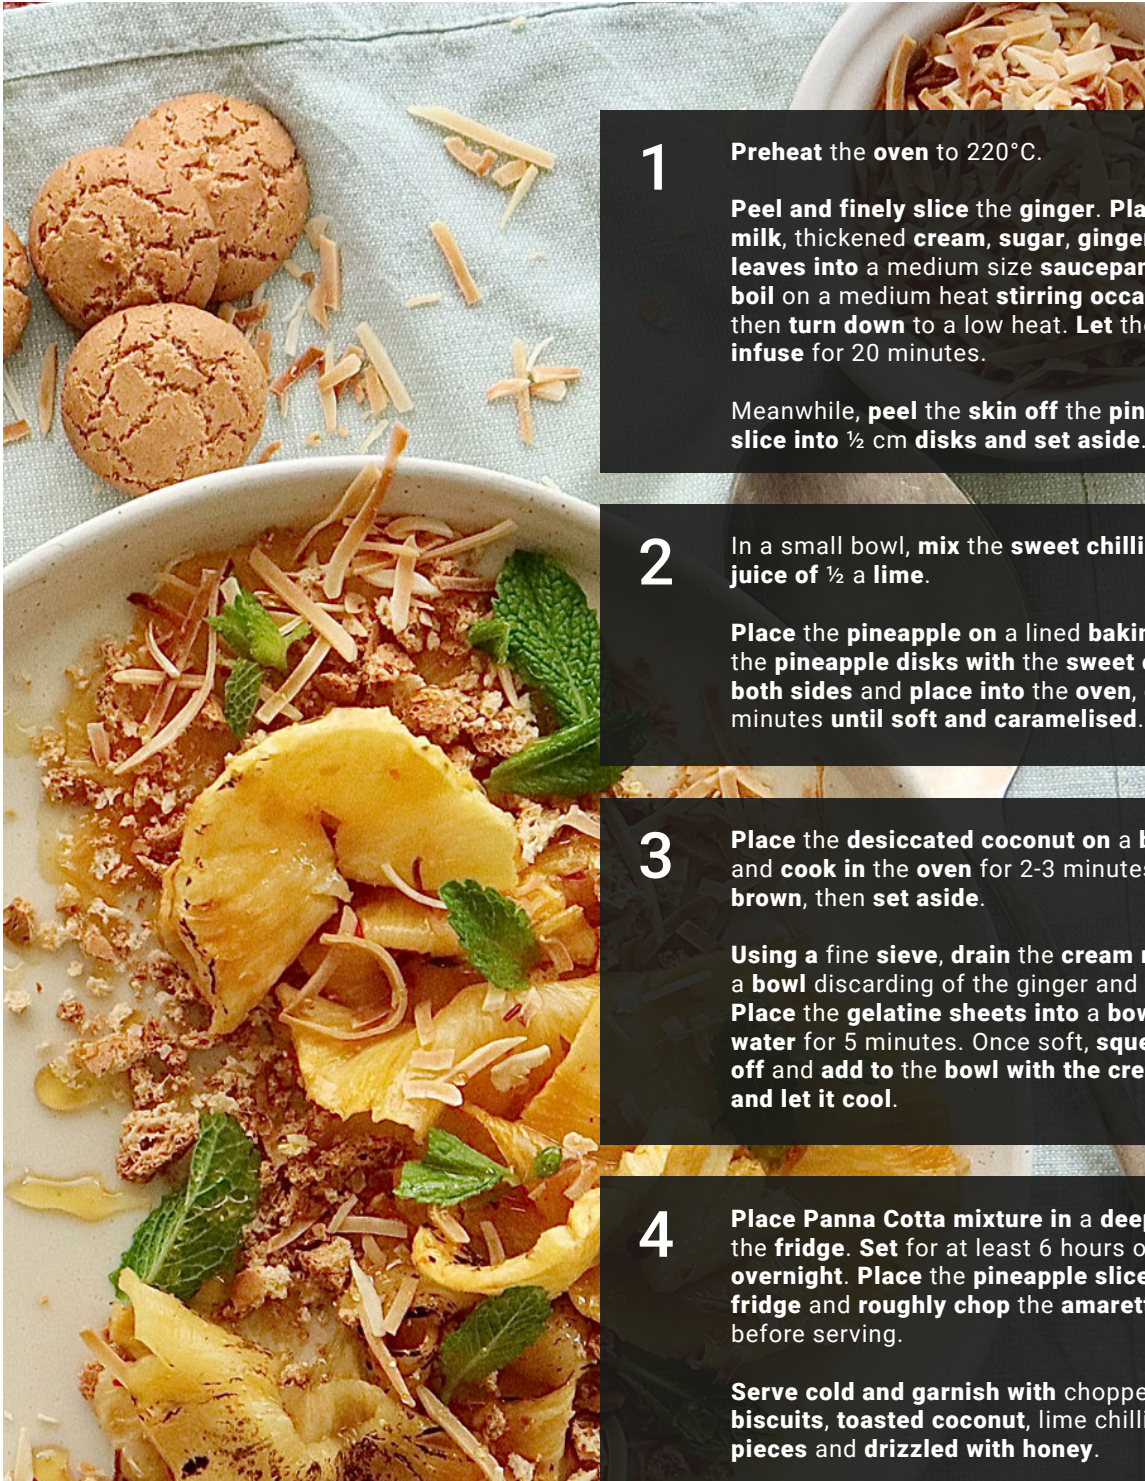 1
Preheat the oven to 220°C.
Peel and finely slice the ginger. Pla
milk, thickened cream, sugar, ginge
leaves into a medium size saucepan
boil on a medium heat stirring occa
then turn down to a low heat. Let th
infuse for 20 minutes.
Meanwhile, peel the skin off the pin
slice into ½ cm disks and set aside.
2
In a small bowl, mix the sweet chilli
juice of ½ a lime.
Place the pineapple on a lined bakin
the pineapple disks with the sweet
both sides and place into the oven,
minutes until soft and caramelised.
3
Place the desiccated coconut on a
and cook in the oven for 2-3 minutes
brown, then set aside.
Using a fine sieve, drain the cream
a bowl discarding of the ginger and
Place the gelatine sheets into a bow
water for 5 minutes. Once soft, sque
off and add to the bowl with the cre
and let it cool.
4
Place Panna Cotta mixture in a deep
the fridge. Set for at least 6 hours o
overnight. Place the pineapple slice
fridge and roughly chop the amaret
before serving.
Serve cold and garnish with choppe
biscuits, toasted coconut, lime chilli
pieces and drizzled with honey.